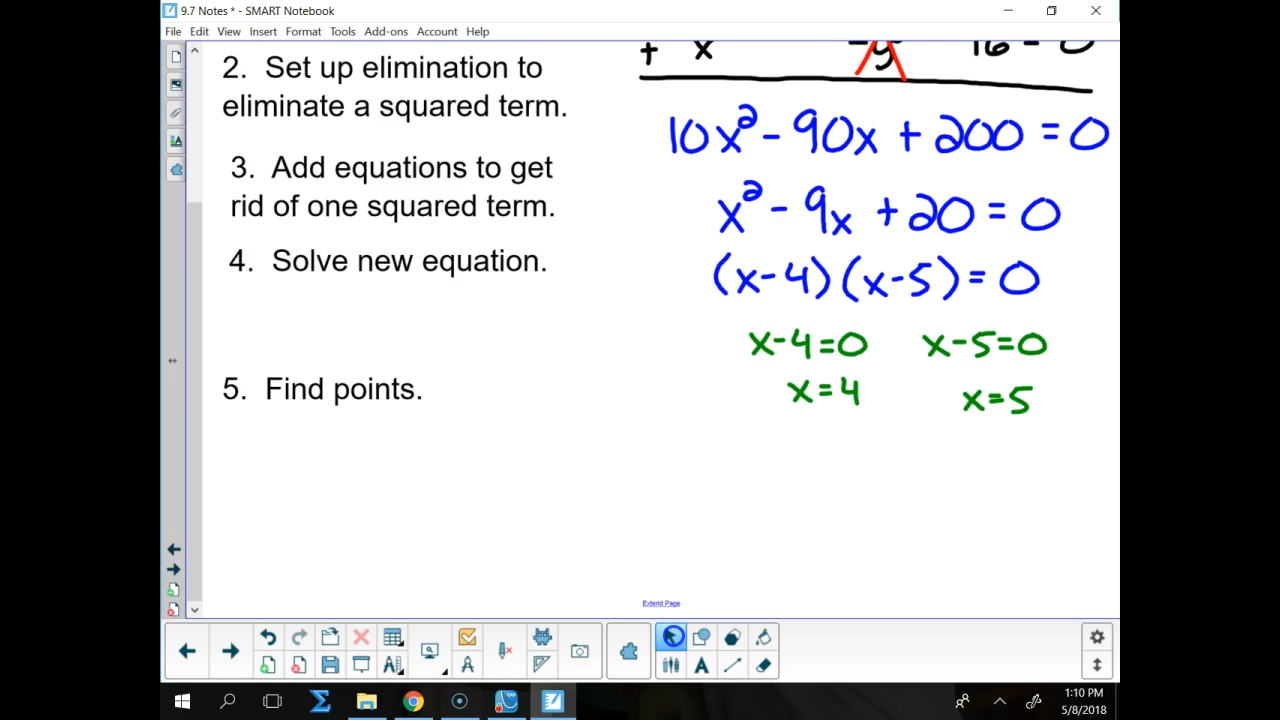 9.7 Notes * - SMART Notebook
File Edit View Insert Format Tools Add-ons Account Help
2. Set up elimination to
eliminate a squared term.
3. Add equations to get
rid of one squared term.
4. Solve new equation.
5. Find points.
10x² - 90x + 200 = 0
x² - 9x + 20 = 0
(x-4)(x-5) = 0
x-4=0 x-5=0
x=4 x=5
Extend Page
1:10 PM
5/8/2018